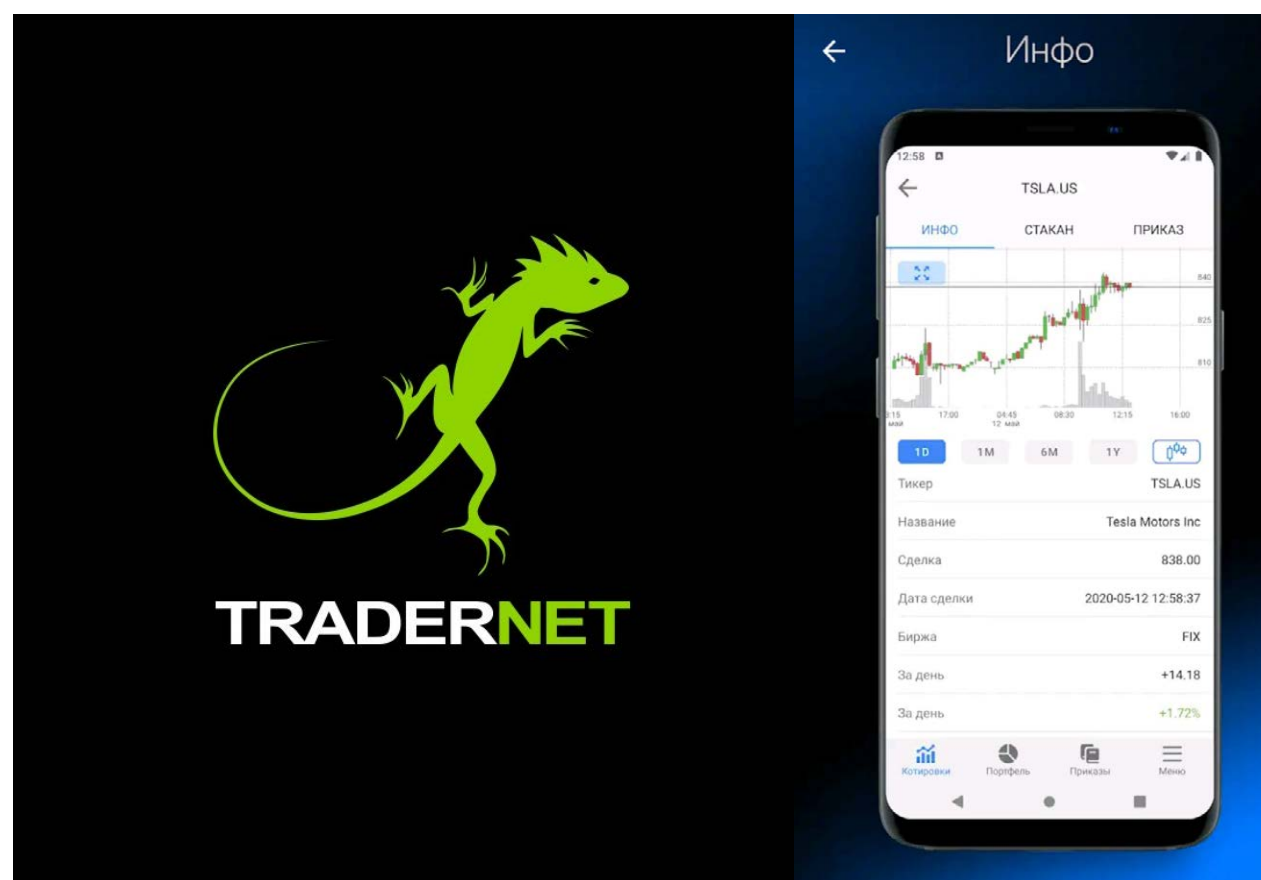 TRADERNET
Инфо
12:58
TSLA.US
ИНФО СТАКАН ПРИКАЗ
840
825
810
17:00 04:45 08:30 12:15 16:00
май 12 май
1D 1M 6M 1Y
Тикер TSLA.US
Название Tesla Motors Inc
Сделка 838.00
Дата сделки 2020-05-12 12:58:37
Биржа FIX
За день +14.18
За день +1.72%
Котировки Портфель Приказы Меню